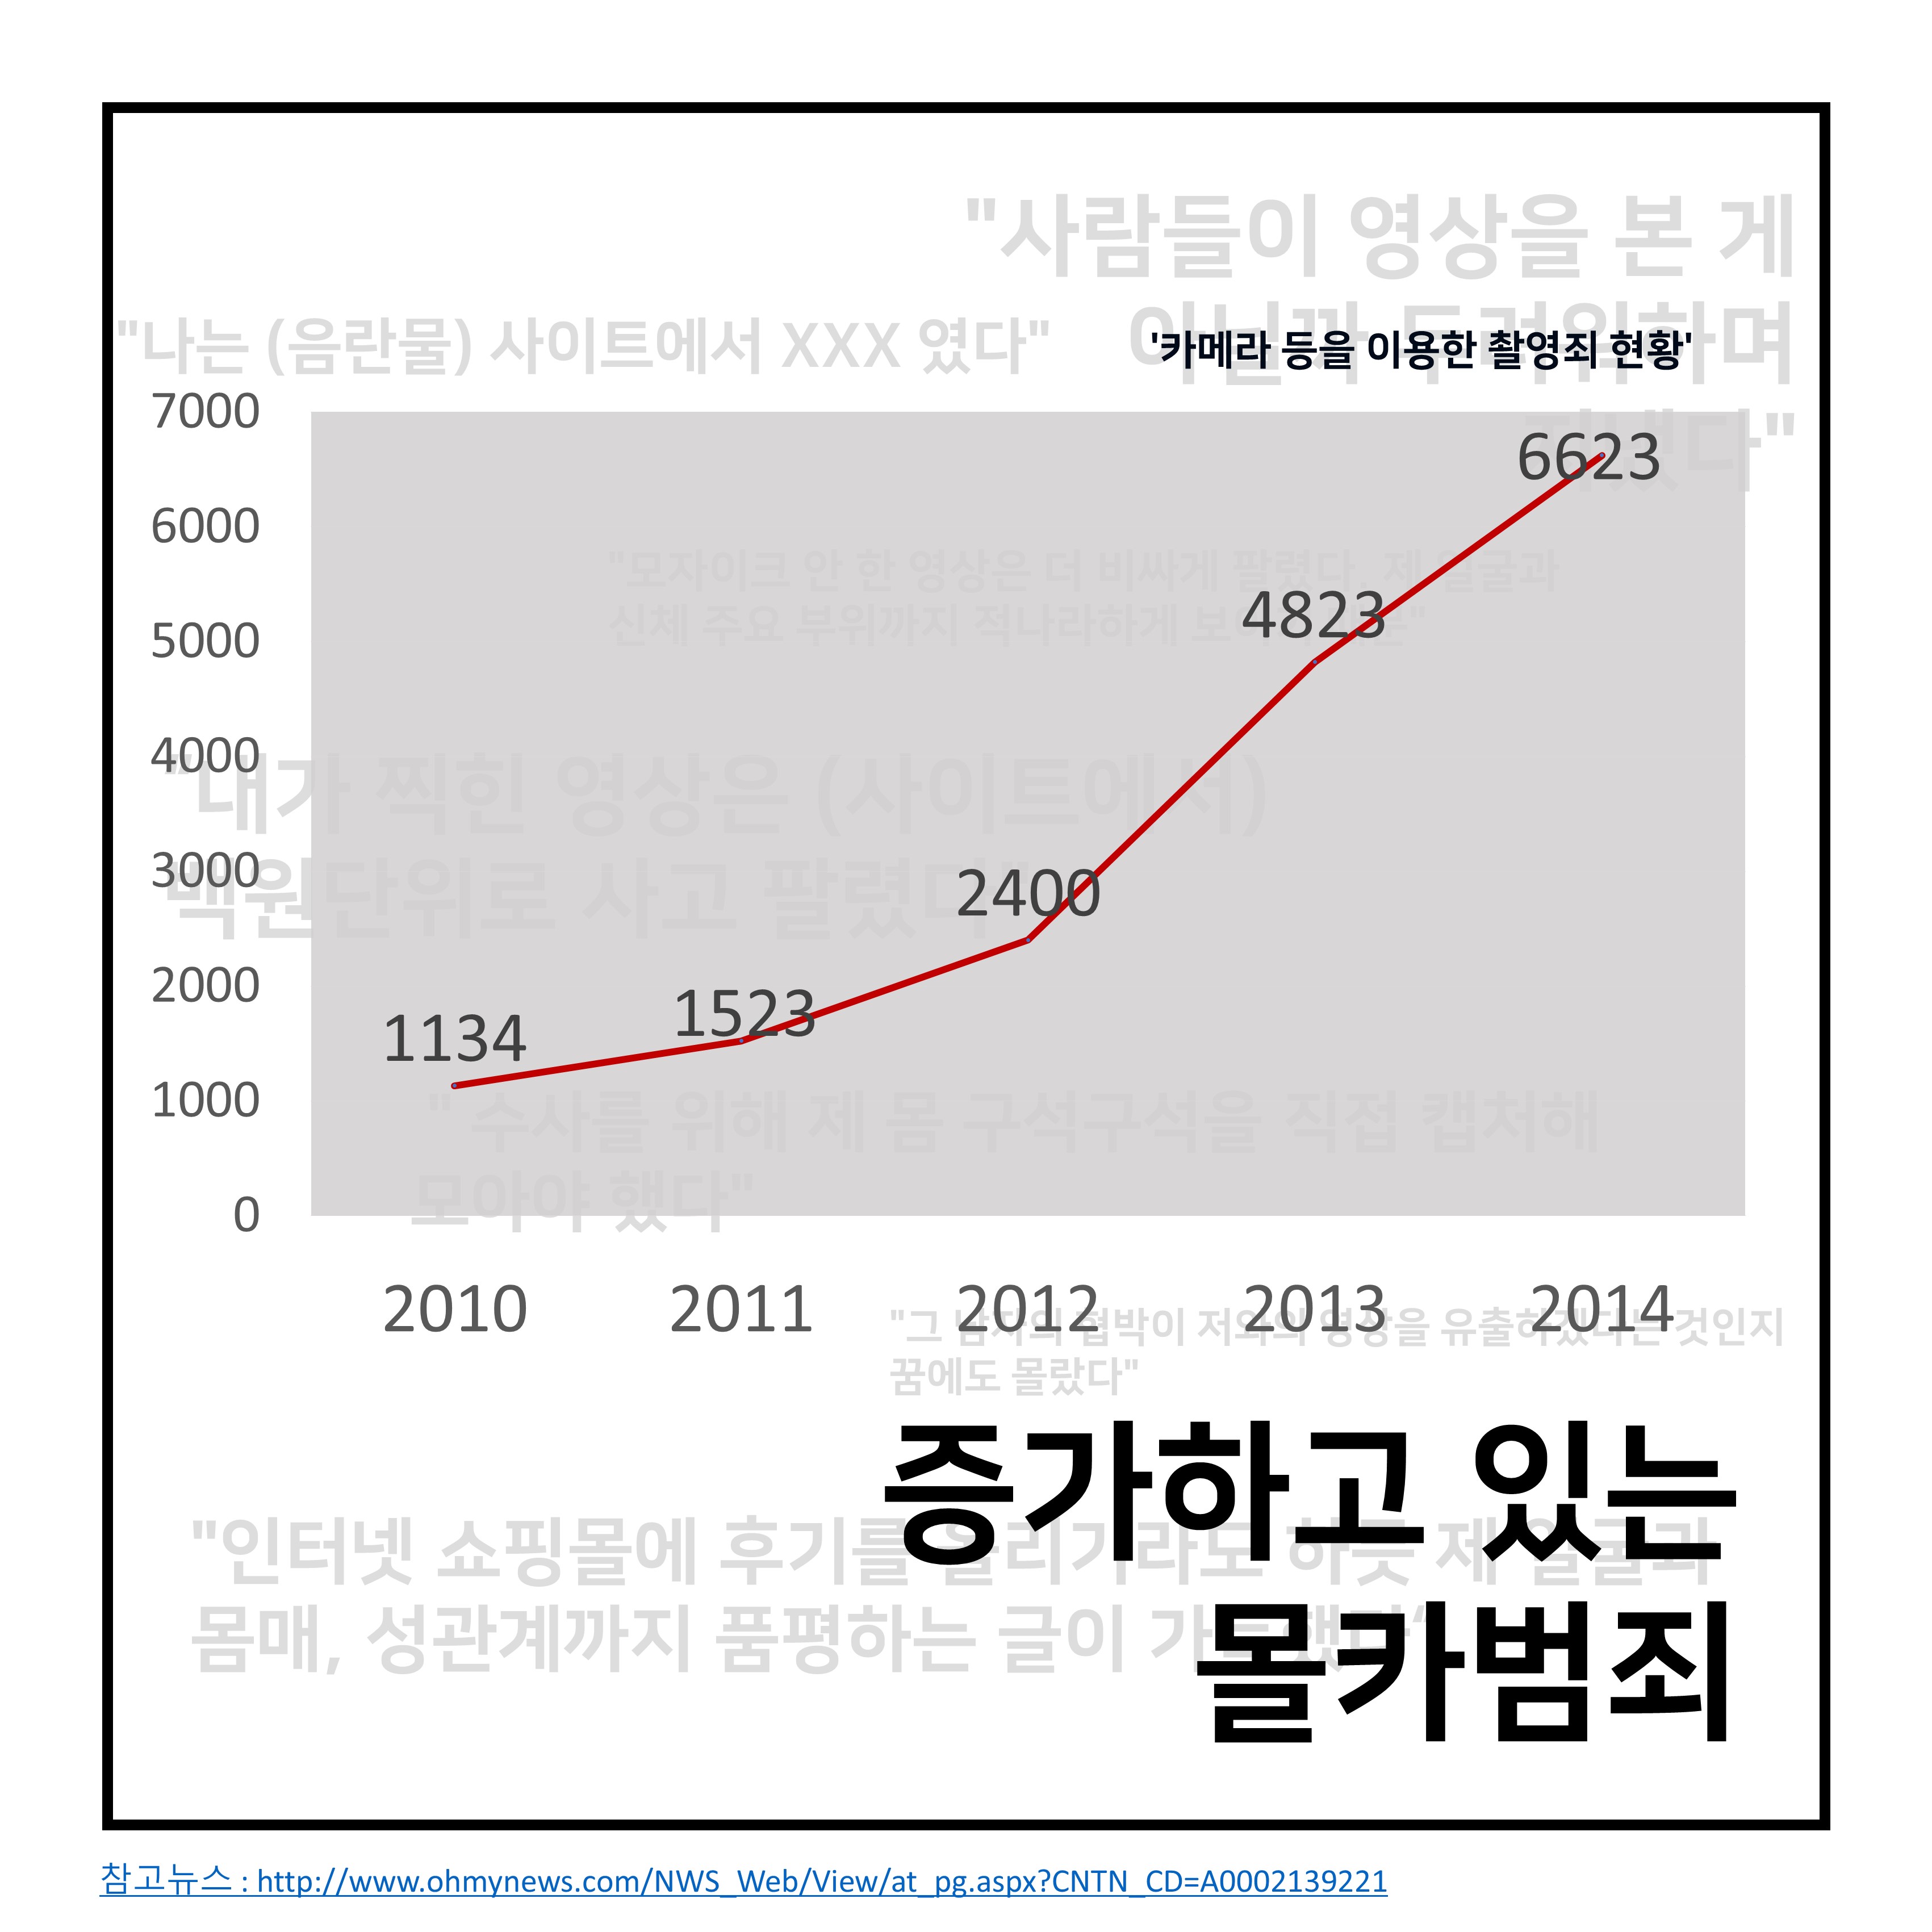 "사람들이 영상을 본 게
"나는 (음란물) 사이트에서 XXX 였다"
아닐까 두려워하며
'카메라 등을 이용한 촬영죄 현황'
7000
6623
6000
"모자이크 안 한 영상은 더 비싸게 팔렸다. 제 얼굴과
4823
신체 주요 부위까지 적나라하게
5000
4000
"내가 찍힌 영상은 (사이트에서)
3000
백원단위로 사고 팔렸다"
2400
2000
1523
1134
1000
" 수사를 위해 제 몸 구석구석을 직접 캡처해
모아야 했다"
0
2010 2011 2012 2013 2014
"그 남자의 협박이 저와의 영상을 유출하겠다는 것인지
꿈에도 몰랐다"
증가하고 있는
"인터넷 쇼핑몰에 후기를 올리기라도 하듯 제 얼굴과
몸매, 성관계까지 품평하는 글이 가득했다"
몰카범죄
참고뉴스 : http://www.ohmynews.com/NWS_Web/View/at_pg.aspx?CNTN_CD=A0002139221